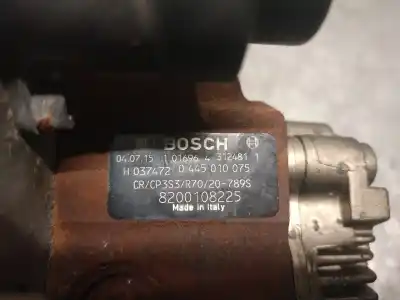 BOSCH
04.07.15 1 01696 4 312481 1
H 037472 0 445 010 075
CR/CP3S3/R70/20-789S
8200108225
Made in Italy